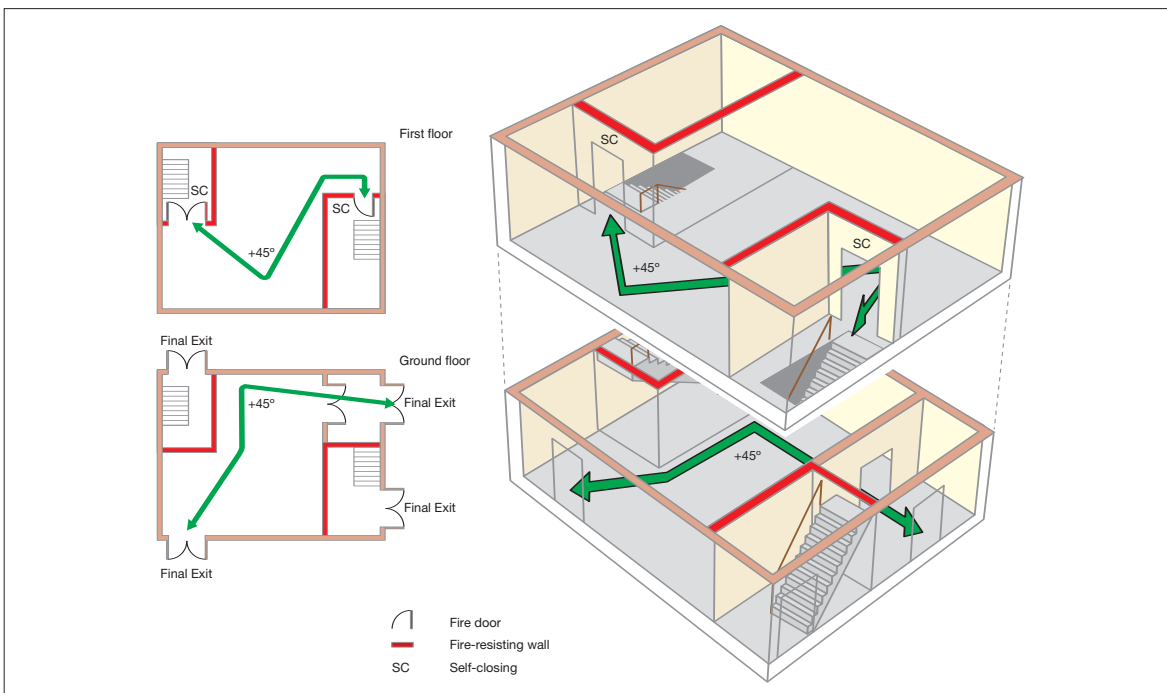 First floor
SC
SC
+45º
Final Exit
Ground floor
+45º
Final Exit
Final Exit
Final Exit
SC
SC
+45º
+45º
Fire door
Fire-resisting wall
SC Self-closing